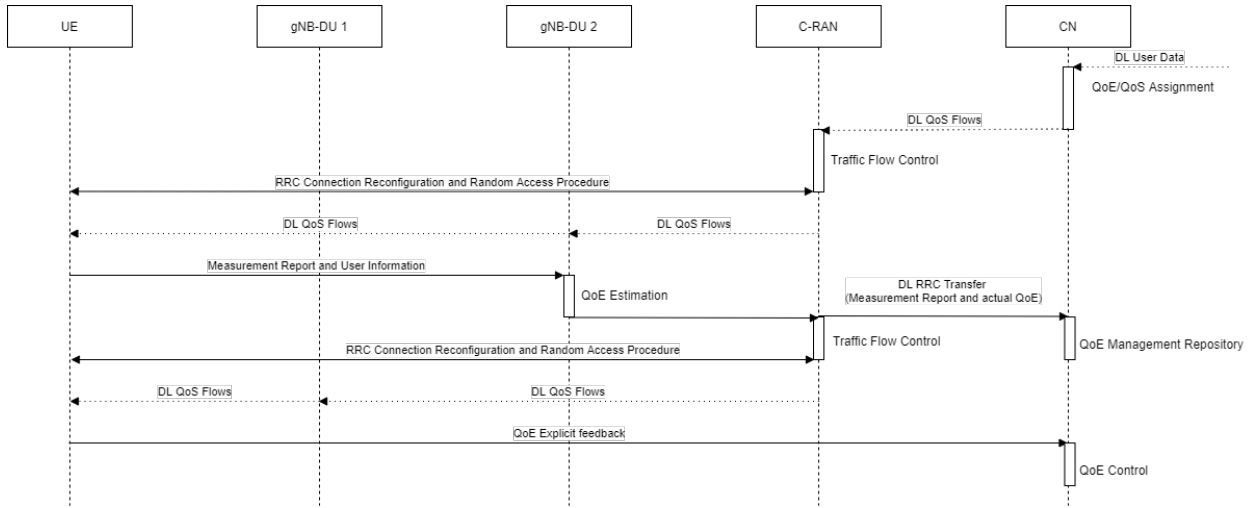 UE
gNB-DU 1
gNB-DU 2
C-RAN
CN
DL User Data
QoE/QoS Assignment
DL QoS Flows
Traffic Flow Control
RRC Connection Reconfiguration and Random Access Procedure
DL QoS Flows
DL QoS Flows
Measurement Report and User Information
QoE Estimation
DL RRC Transfer
(Measurement Report and actual QoE)
Traffic Flow Control
QoE Management Repository
RRC Connection Reconfiguration and Random Access Procedure
DL QoS Flows
DL QoS Flows
QoE Explicit feedback
QoE Control